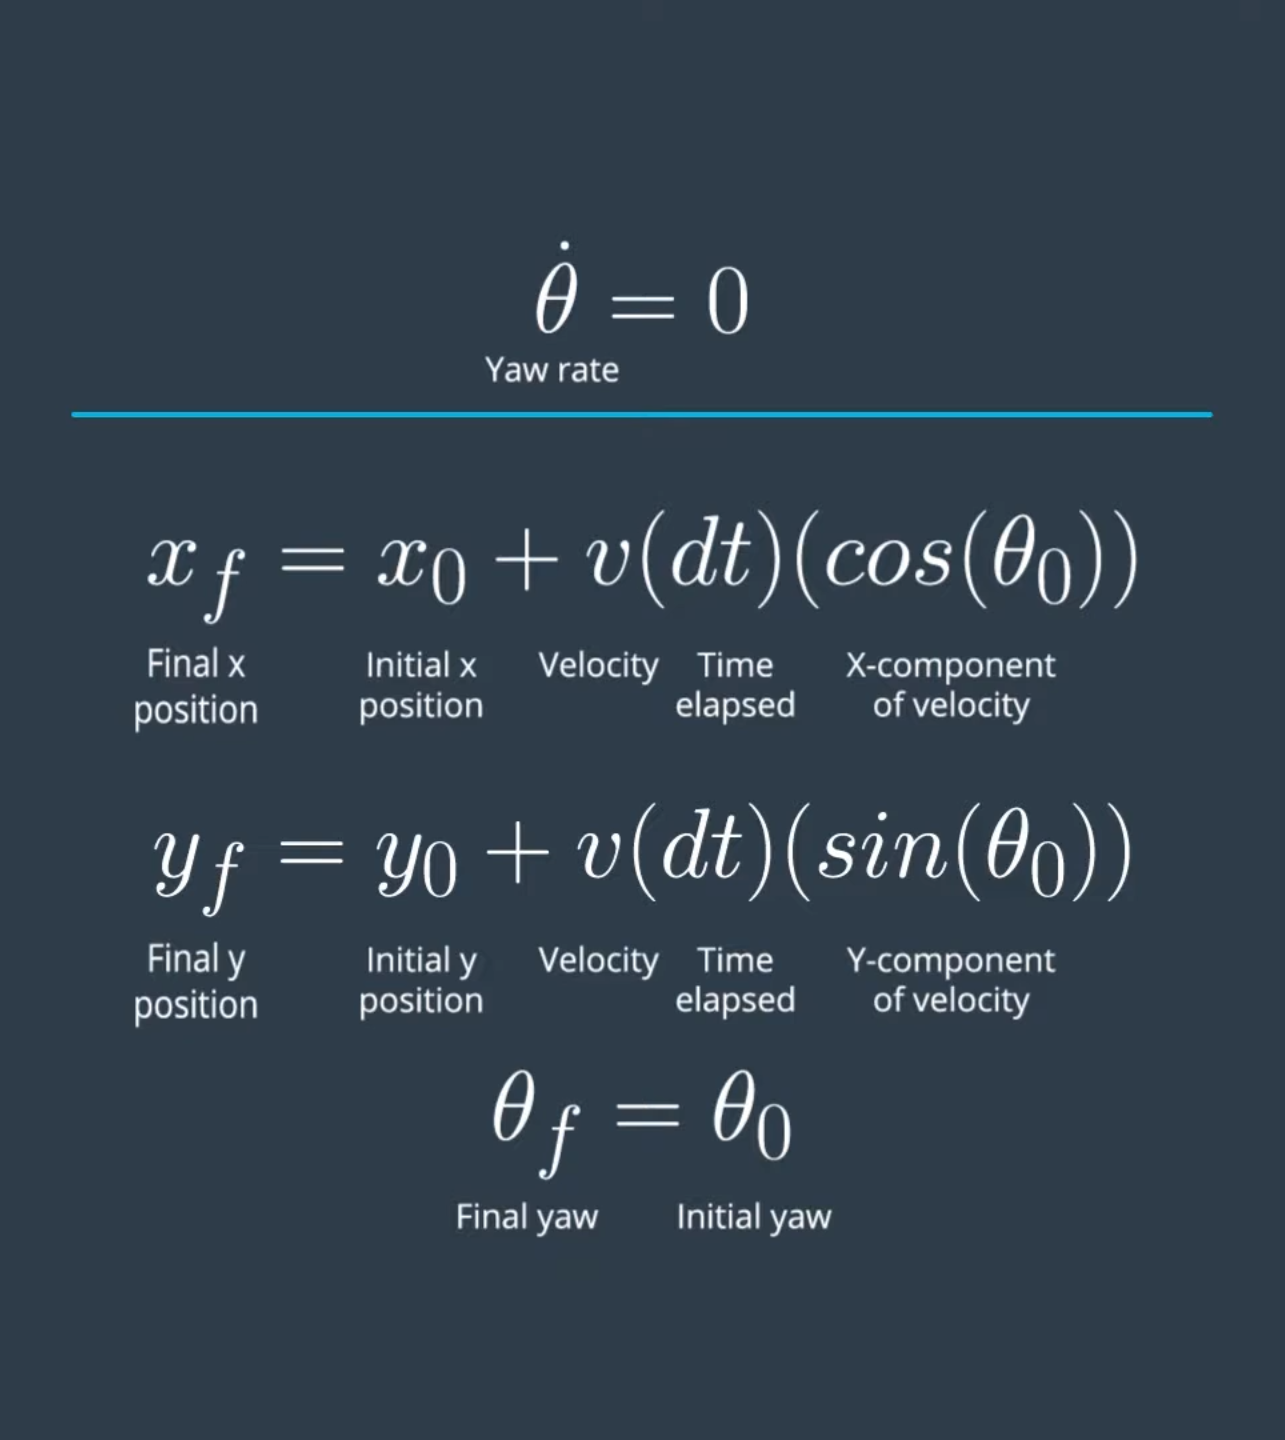 θ̇ = 0
Yaw rate
x_f = x_0 + v(dt)(cos(θ_0))
Final x position Initial x position Velocity Time elapsed X-component of velocity
y_f = y_0 + v(dt)(sin(θ_0))
Final y position Initial y position Velocity Time elapsed Y-component of velocity
θ_f = θ_0
Final yaw Initial yaw